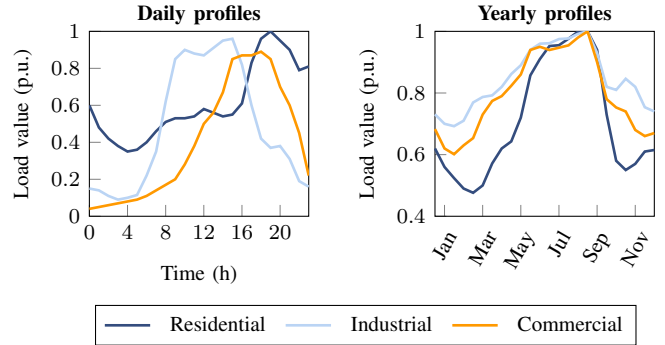 Daily profiles
Load value (p.u.)
1
0.8
0.6
0.4
0.2
0
0 4 8 12 16 20
Time (h)
Yearly profiles
Load value (p.u.)
1
0.8
0.6
0.4
Jan Mar May Jul Sep Nov
Residential Industrial Commercial